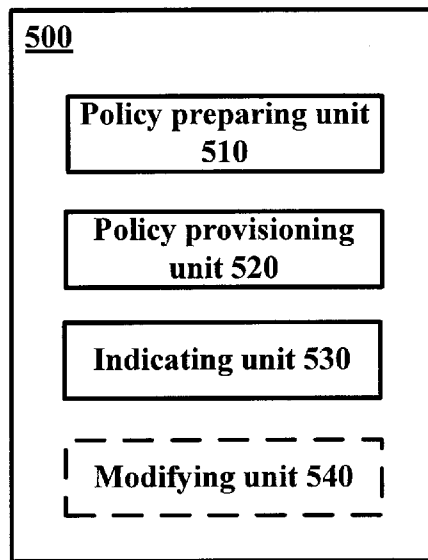 500
Policy preparing unit
510
Policy provisioning
unit 520
Indicating unit 530
Modifying unit 540